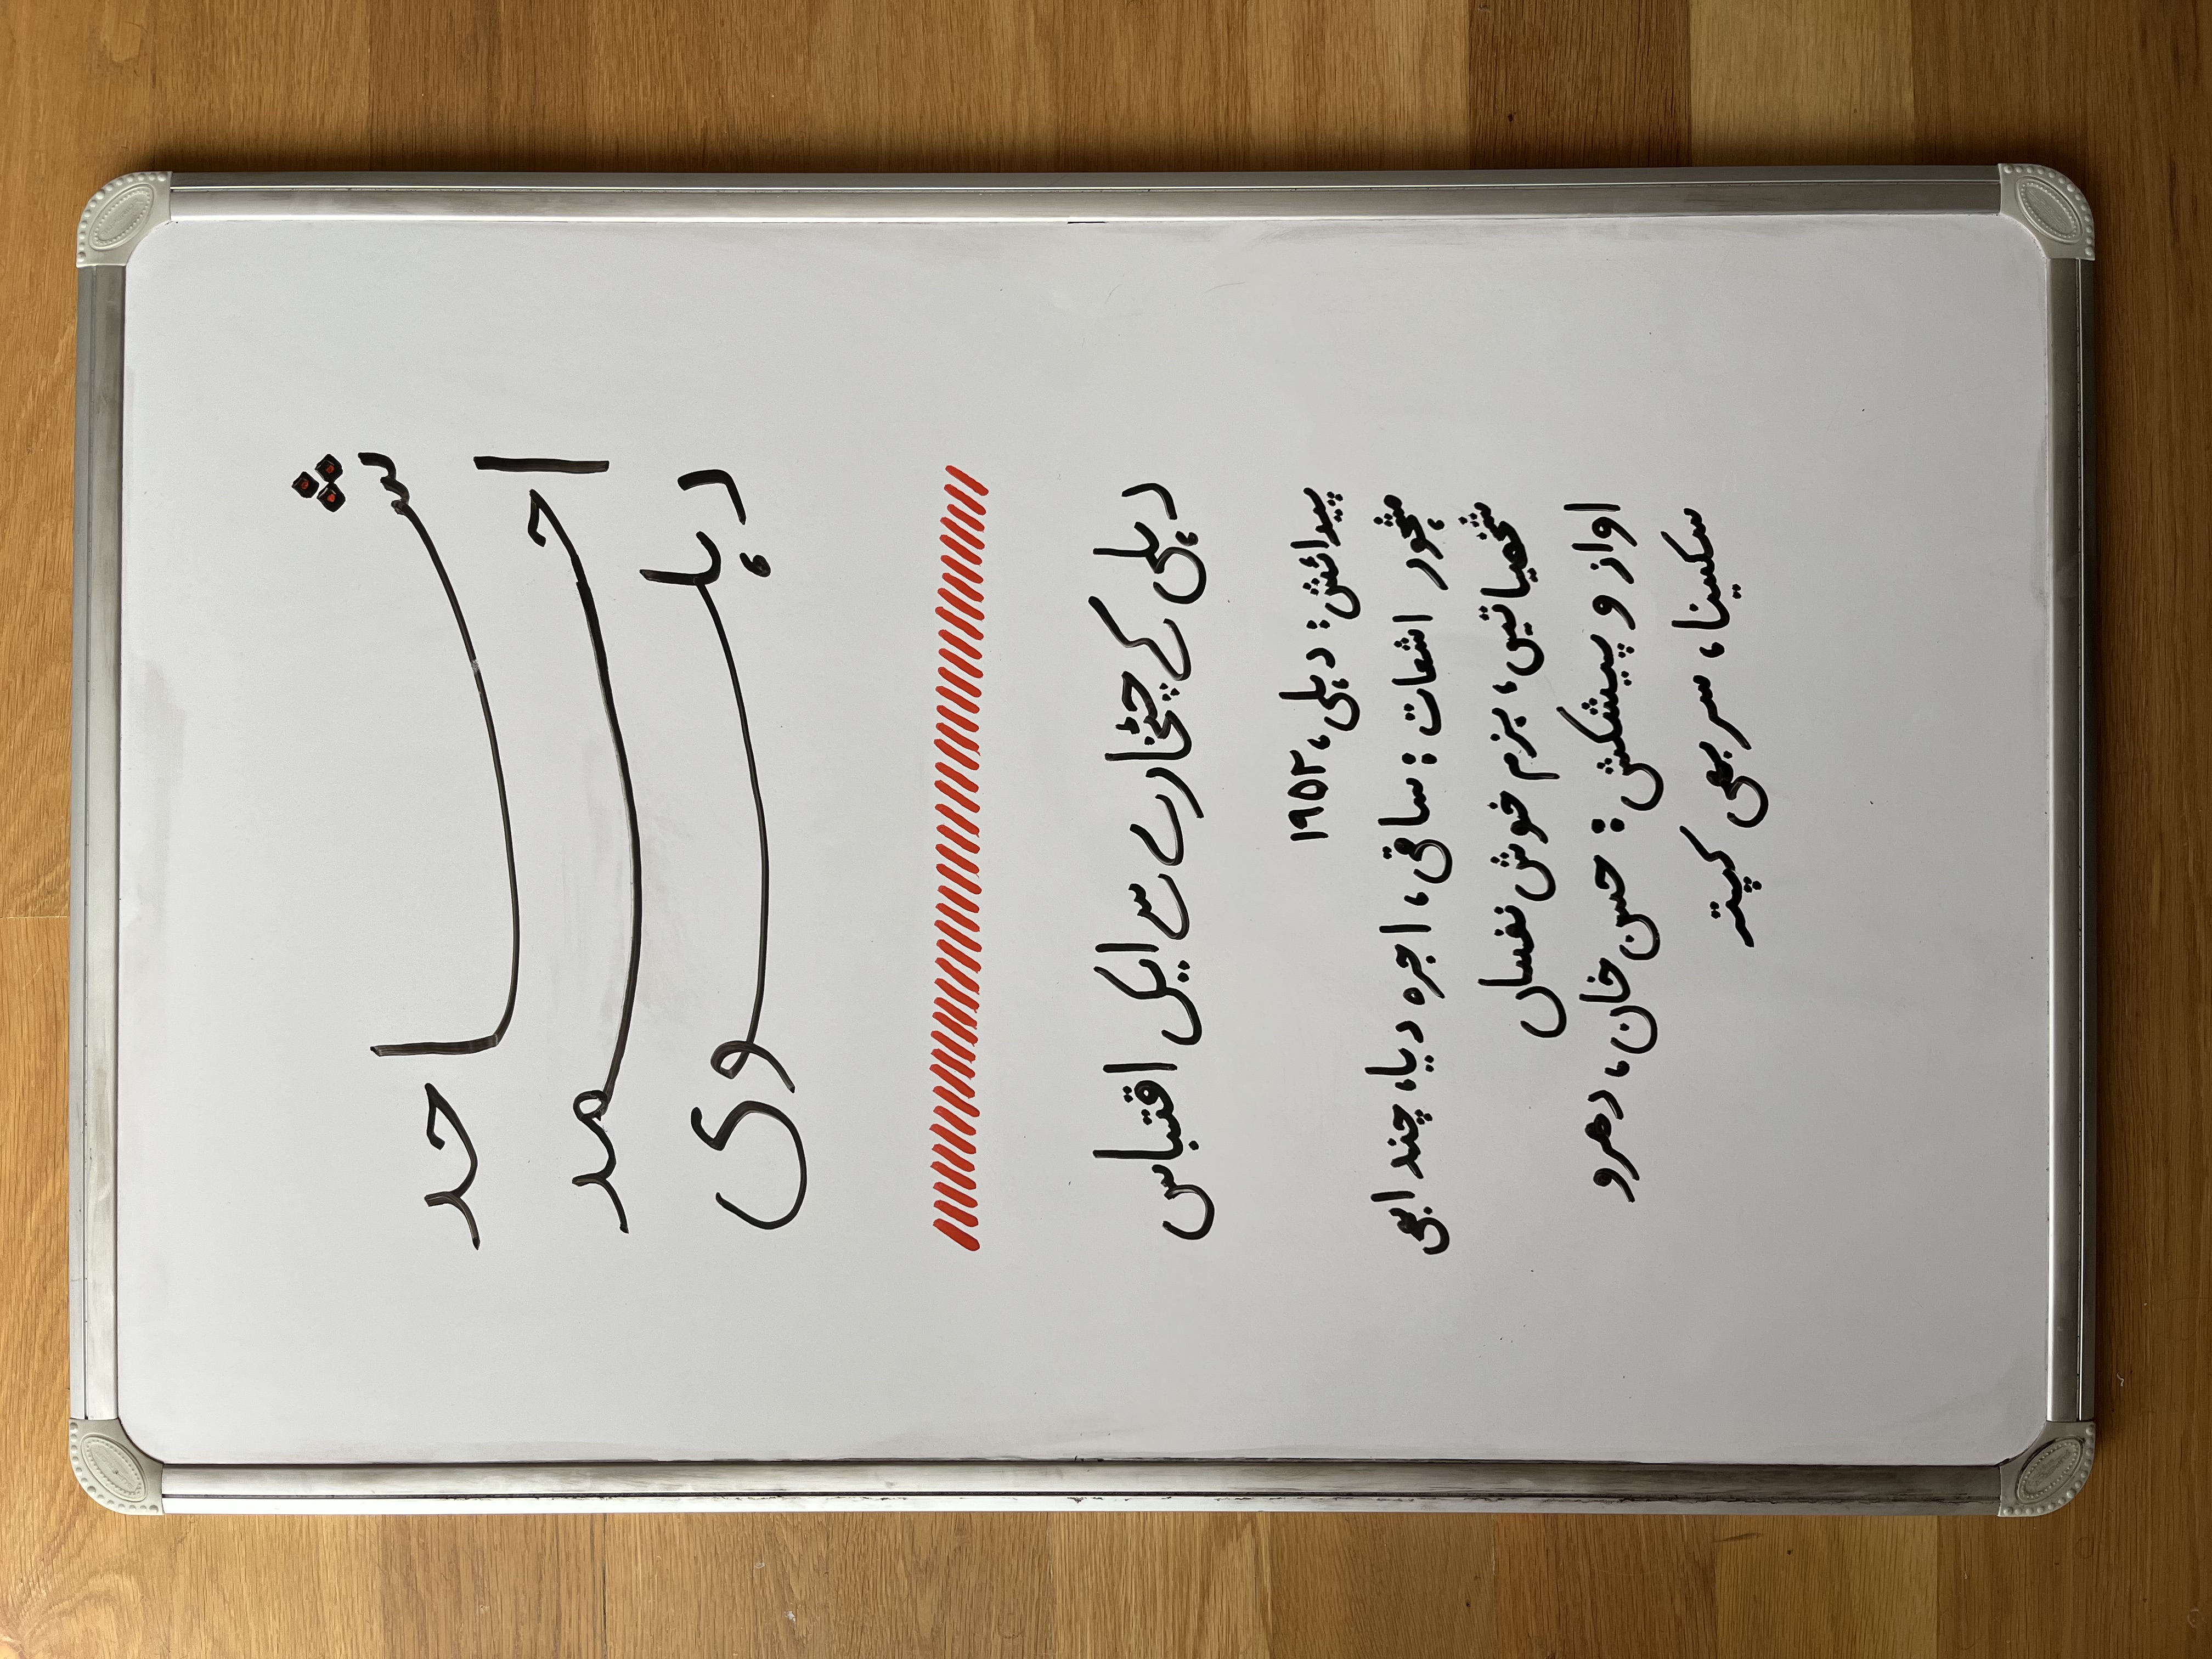 شاحد
احمد
دہلوی
دہلی کے چٹخارے سے ایک اقتباس
پیدائش: دہلی، ۱۹۵۲
مشہور اشعات: ساقی، اجرہ دیا، چند ابہی
شخصیاتیں، بزم خوش نفساں
اواز و پیشکش: حسن خان، دھرو
سکسینا، سربھی کپتہ